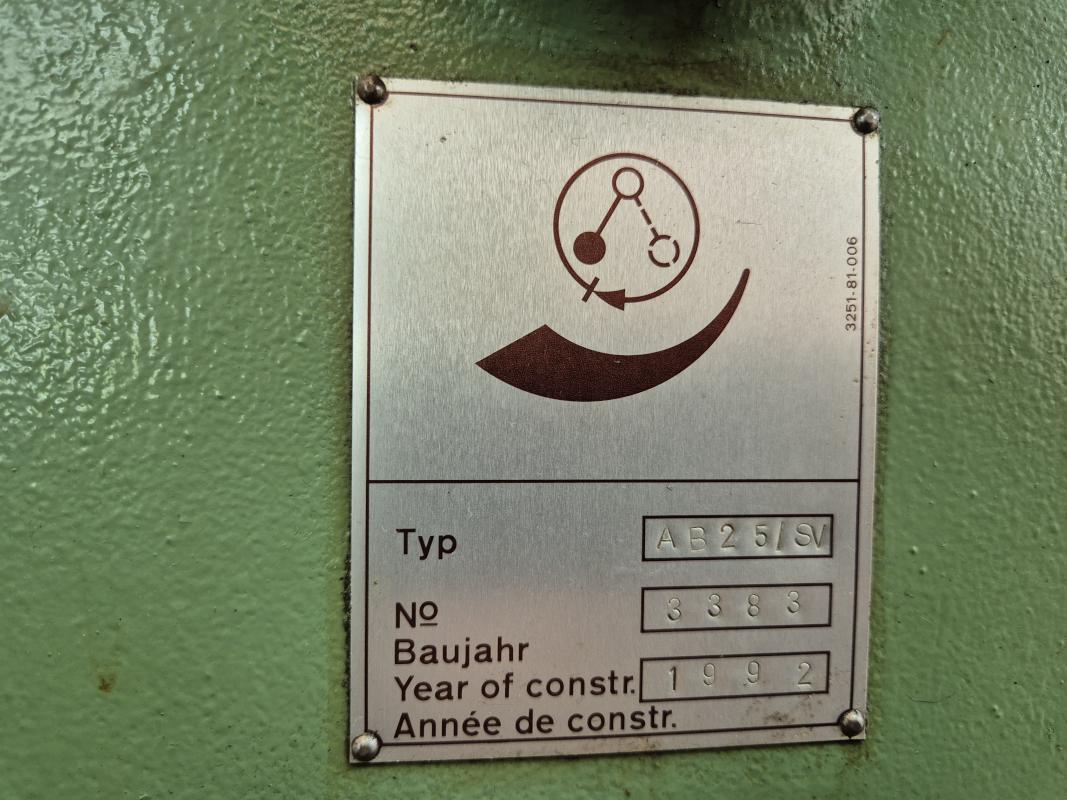 3251-81-006
Typ AB25/SV
Nº 3383
Baujahr
Year of constr. 1992
Année de constr.